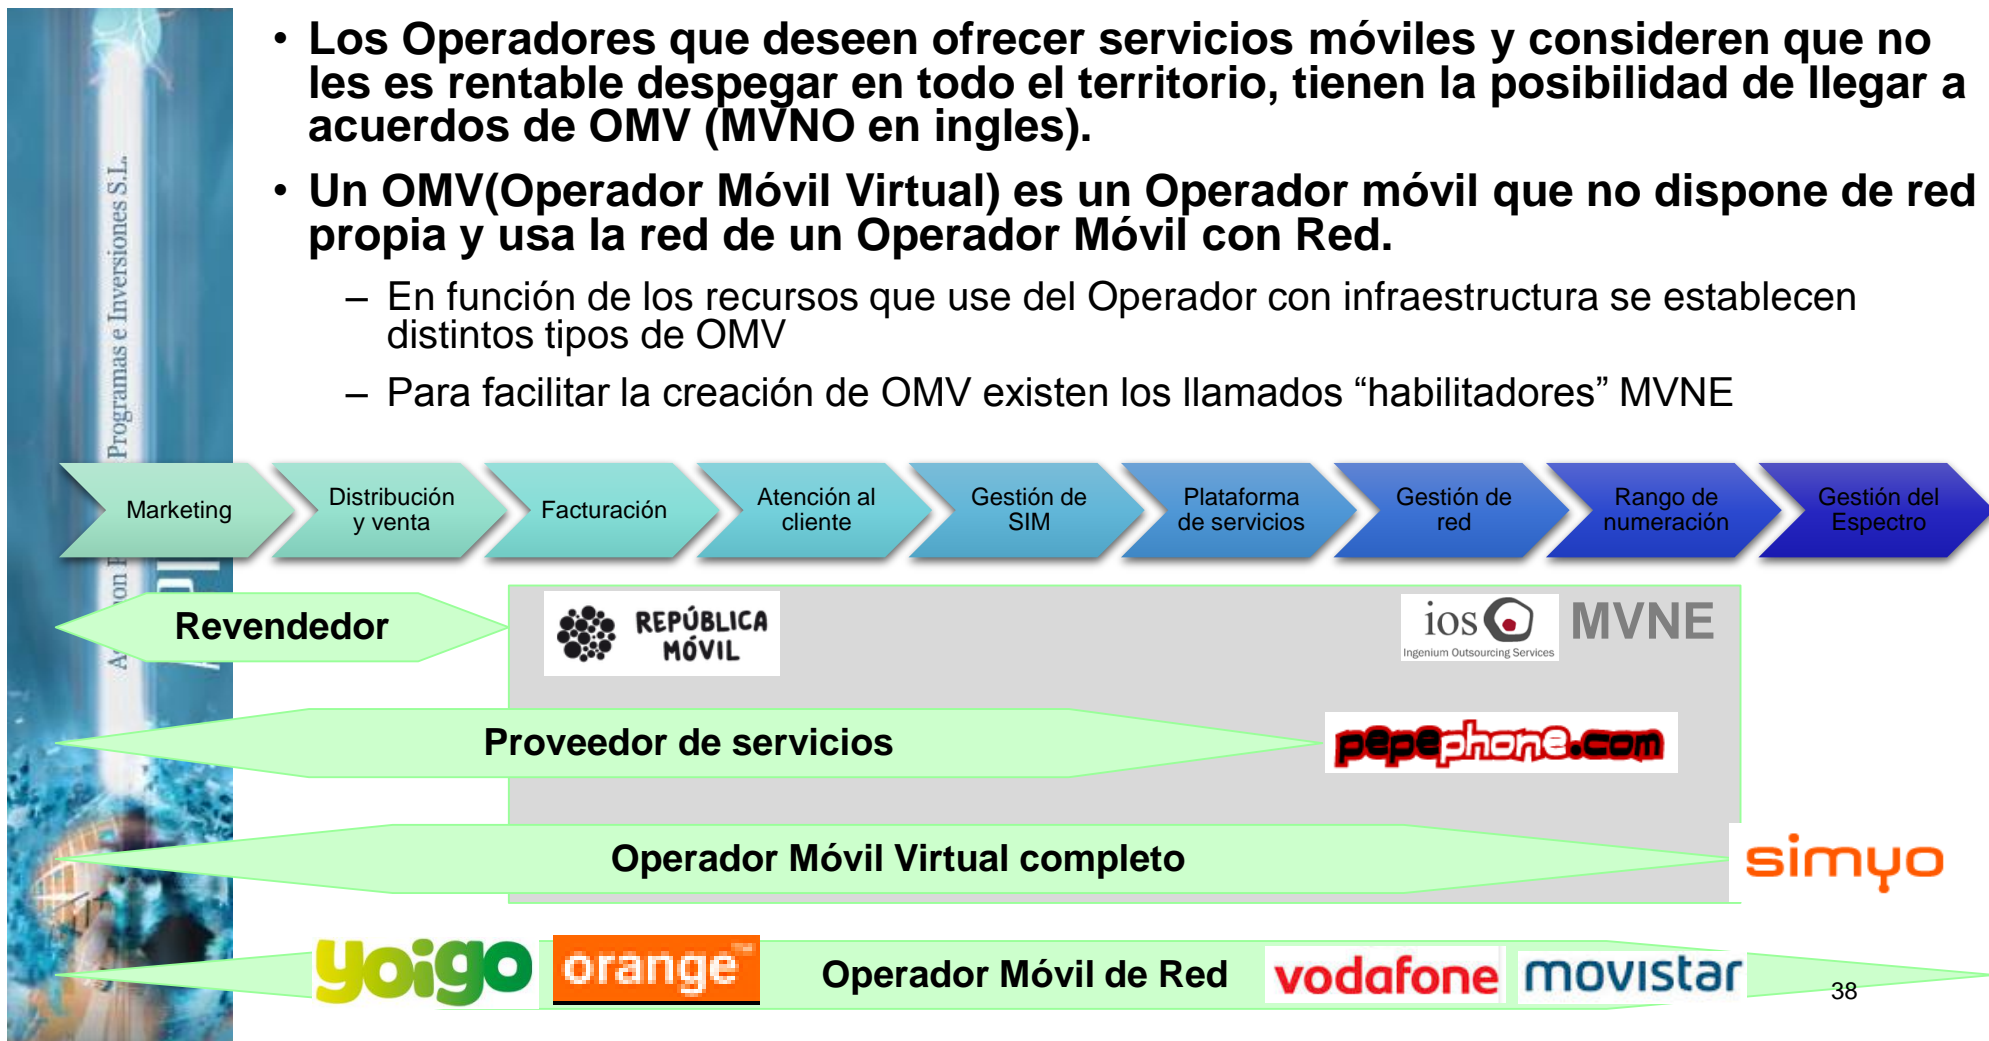 • Los Operadores que deseen ofrecer servicios móviles y consideren que no
les es rentable despegar en todo el territorio, tienen la posibilidad de llegar a
acuerdos de OMV (MVNO en ingles).
• Un OMV(Operador Móvil Virtual) es un Operador móvil que no dispone de red
propia y usa la red de un Operador Móvil con Red.
– En función de los recursos que use del Operador con infraestructura se establecen
distintos tipos de OMV
– Para facilitar la creación de OMV existen los llamados “habilitadores” MVNE
Programas e Inversiones S.L.
Marketing
Distribución
y venta
Facturación
Atención al
cliente
Gestión de
SIM
Plataforma
de servicios
Gestión de
red
Rango de
numeración
Gestión del
Espectro
Revendedor
REPÚBLICA
MÓVIL
ios
Ingenium Outsourcing Services
MVNE
Proveedor de servicios
pepephone.com
Operador Móvil Virtual completo
simyo
yoigo
orange™
Operador Móvil de Red
vodafone
movistar
38